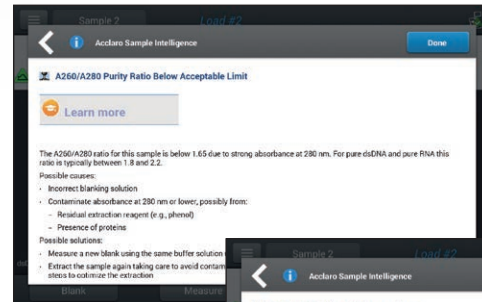 Sample 2 Load #2
Acclaro Sample Intelligence
Done
A260/A280 Purity Ratio Below Acceptable Limit
Learn more
The A260/A280 ratio for this sample is below 1.65 due to strong absorbance at 280 nm. For pure dsDNA and pure RNA this
ratio is typically between 1.8 and 2.2.
Possible causes:
- Incorrect blanking solution
- Contaminate absorbance at 280 nm or lower, possibly from:
- Residual extraction reagent (e.g., phenol)
- Presence of proteins
Possible solutions:
- Measure a new blank using the same buffer solution
- Extract the sample again taking care to avoid contam
steps to optimize the extraction
Blank Measure
Sample 2 Load #2
Acclaro Sample Intelligence